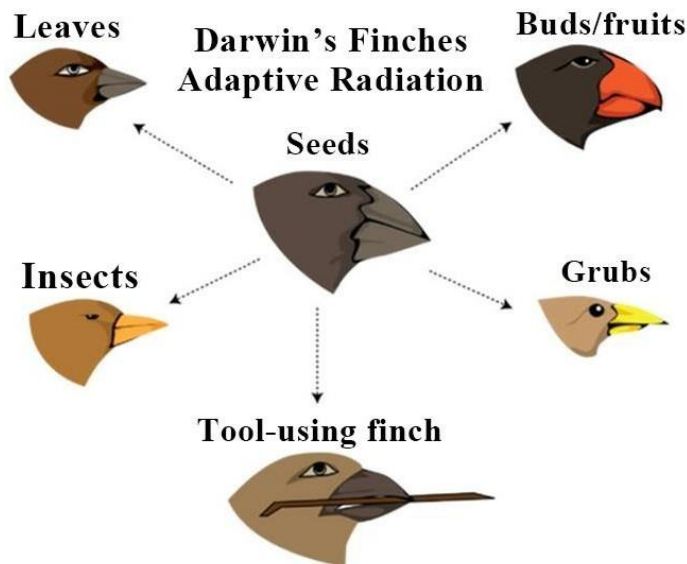 Leaves
Darwin's Finches
Adaptive Radiation
Buds/fruits
Seeds
Insects
Grubs
Tool-using finch